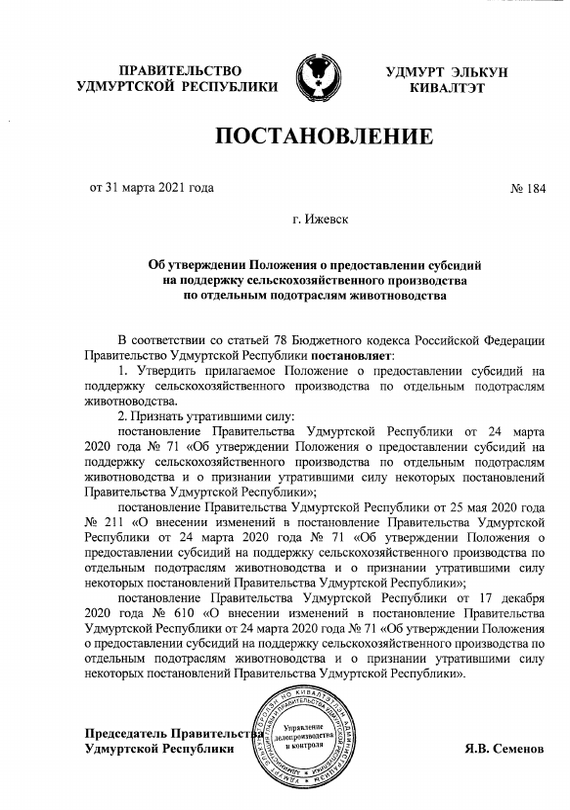 ПРАВИТЕЛЬСТВО
УДМУРТСКОЙ РЕСПУБЛИКИ
УДМУРТ ЭЛЬКУН
КИВАЛТЭТ
ПОСТАНОВЛЕНИЕ
от 31 марта 2021 года
№ 184
г. Ижевск
Об утверждении Положения о предоставлении субсидий
на поддержку сельскохозяйственного производства
по отдельным подотраслям животноводства
В соответствии со статьей 78 Бюджетного кодекса Российской Федерации
Правительство Удмуртской Республики постановляет:
1. Утвердить прилагаемое Положение о предоставлении субсидий на
поддержку сельскохозяйственного производства по отдельным подотраслям
животноводства.
2. Признать утратившими силу:
постановление Правительства Удмуртской Республики от 24 марта
2020 года № 71 «Об утверждении Положения о предоставлении субсидий на
поддержку сельскохозяйственного производства по отдельным подотраслям
животноводства и о признании утратившими силу некоторых постановлений
Правительства Удмуртской Республики»;
постановление Правительства Удмуртской Республики от 25 мая 2020 года
№ 211 «О внесении изменений в постановление Правительства Удмуртской
Республики от 24 марта 2020 года № 71 «Об утверждении Положения о
предоставлении субсидий на поддержку сельскохозяйственного производства по
отдельным подотраслям животноводства и о признании утратившими силу
некоторых постановлений Правительства Удмуртской Республики»;
постановление Правительства Удмуртской Республики от 17 декабря
2020 года № 610 «О внесении изменений в постановление Правительства
Удмуртской Республики от 24 марта 2020 года № 71 «Об утверждении Положения
о предоставлении субсидий на поддержку сельскохозяйственного производства по
отдельным подотраслям животноводства и о признании утратившими силу
некоторых постановлений Правительства Удмуртской Республики».
Председатель Правительства
Удмуртской Республики
Я.В. Семенов
Управление
делопроизводства
и контроля